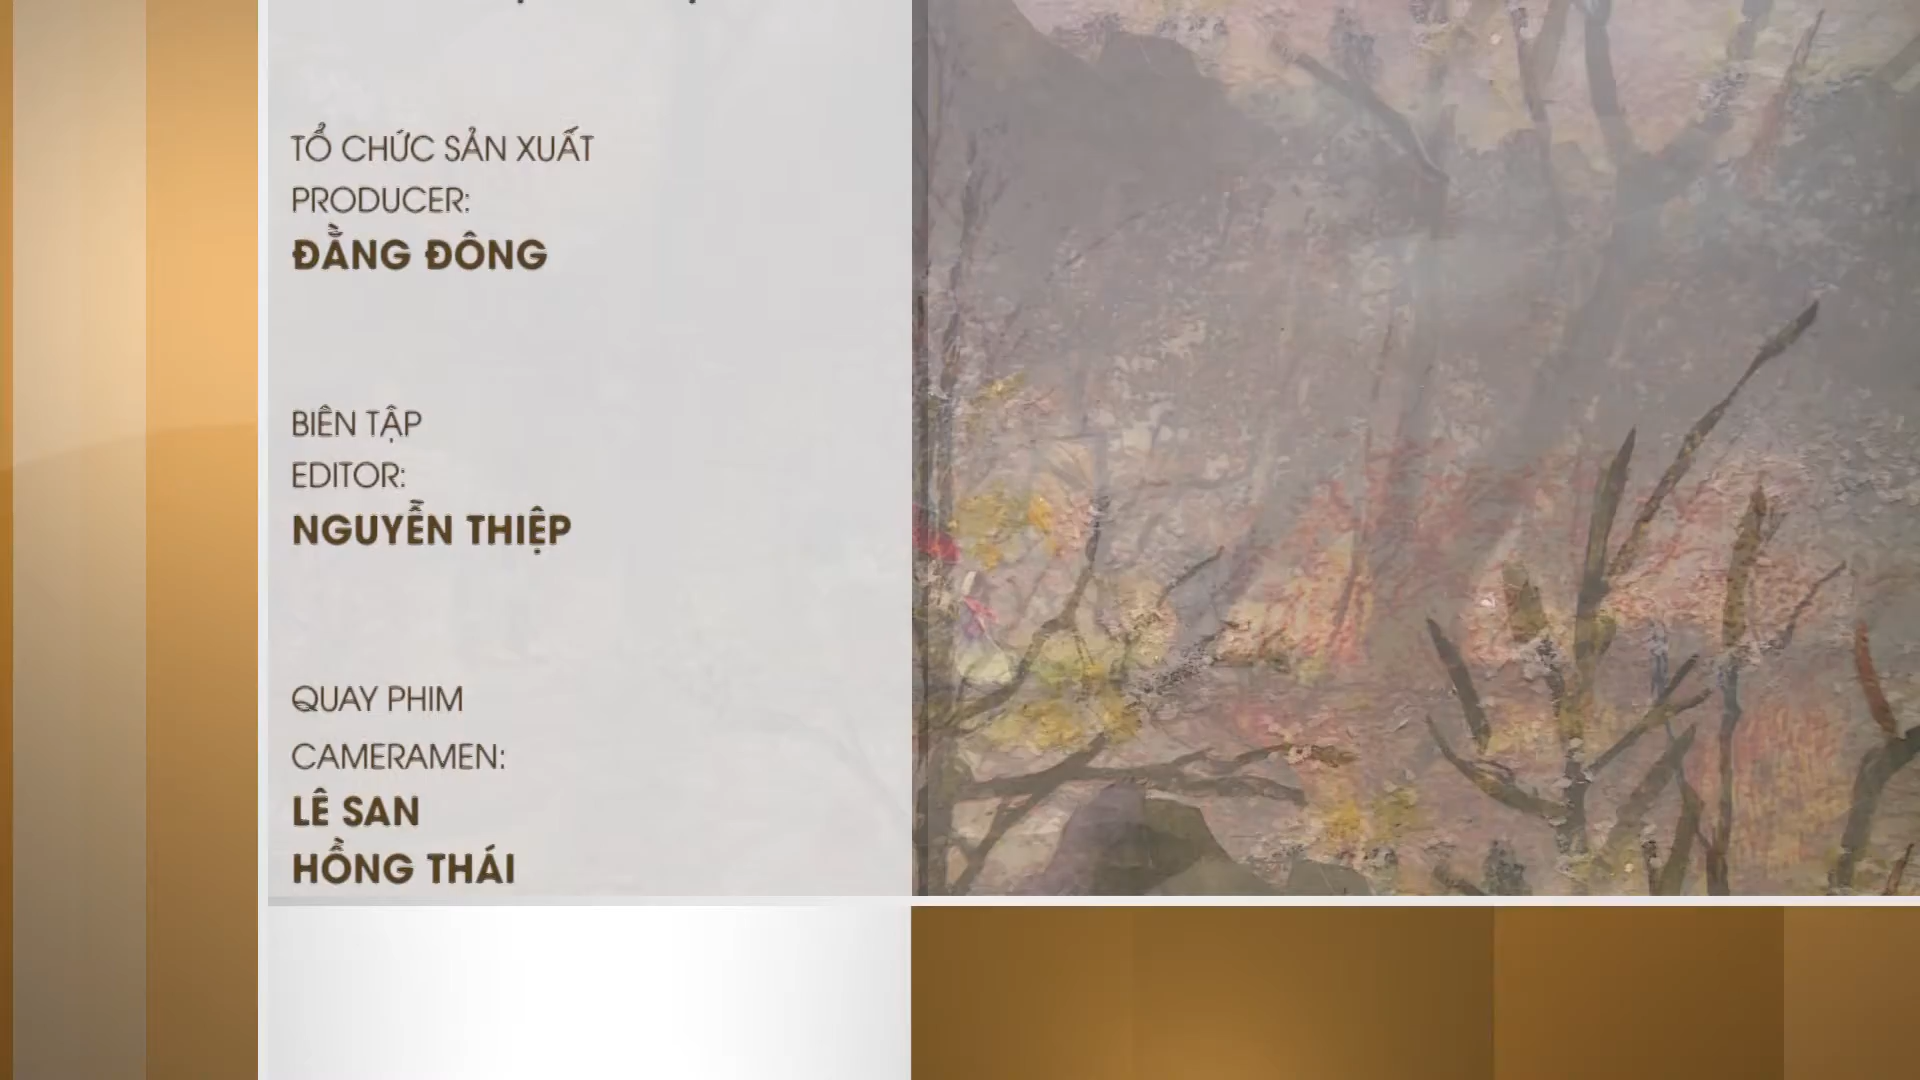 TỔ CHỨC SẢN XUẤT
PRODUCER:
ĐẰNG ĐÔNG
BIÊN TẬP
EDITOR:
NGUYỄN THIỆP
QUAY PHIM
CAMERAMEN:
LÊ SAN
HỒNG THÁI